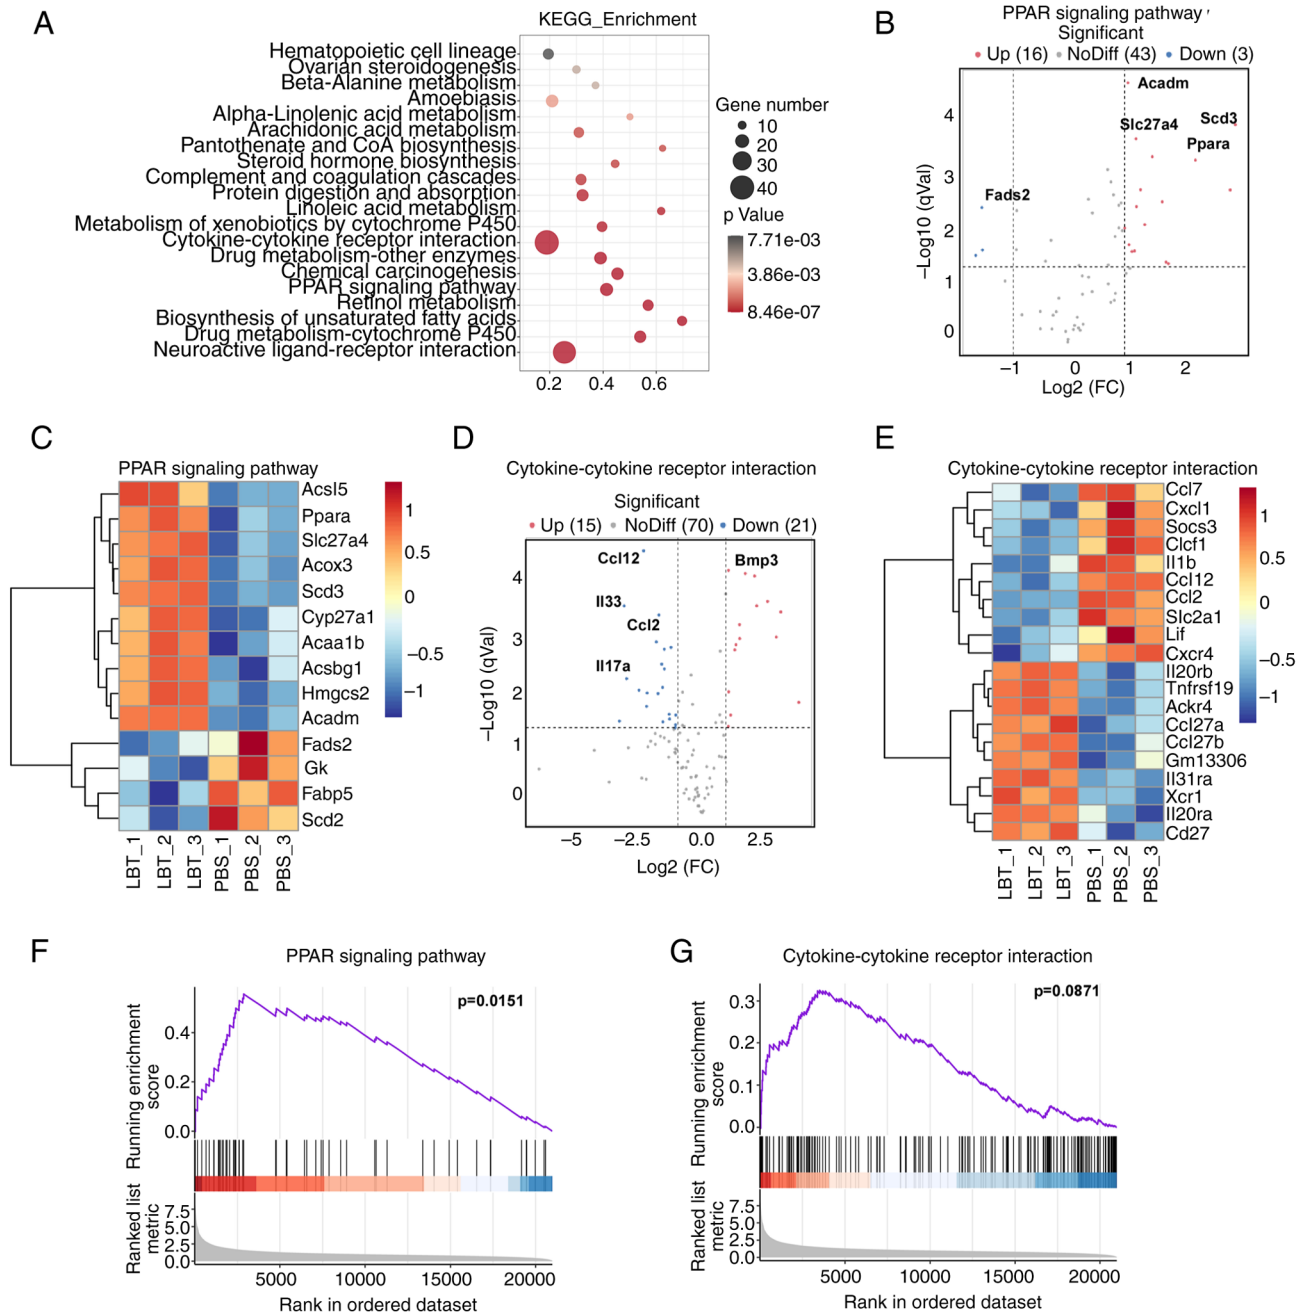 A
KEGG_Enrichment
Hematopoietic cell lineage
Ovarian steroidogenesis
Beta-Alanine metabolism
Amoebiasis
Alpha-Linolenic acid metabolism
Arachidonic acid metabolism
Pantothenate and CoA biosynthesis
Steroid hormone biosynthesis
Complement and coagulation cascades
Protein digestion and absorption
Linoleic acid metabolism
Metabolism of xenobiotics by cytochrome P450
Cytokine-cytokine receptor interaction
Drug metabolism-other enzymes
Chemical carcinogenesis
PPAR signaling pathway
Retinol metabolism
Biosynthesis of unsaturated fatty acids
Drug metabolism-cytochrome P450
Neuroactive ligand-receptor interaction
0.2 0.4 0.6
Gene number
10
20
30
40
p Value
7.71e-03
3.86e-03
8.46e-07
B
PPAR signaling pathway
Significant
Up (16) NoDiff (43) Down (3)
Acadm
Scd3
Slc27a4
Ppara
Fads2
−Log10 (qVal)
4
3
2
1
0
−1 0 1 2
Log2 (FC)
C
PPAR signaling pathway
Acsl5
Ppara
Slc27a4
Acox3
Scd3
Cyp27a1
Acaa1b
Acsbg1
Hmgcs2
Acadm
Fads2
Gk
Fabp5
Scd2
1
0.5
0
−0.5
−1
LBT_1 LBT_2 LBT_3 PBS_1 PBS_2 PBS_3
D
Cytokine-cytokine receptor interaction
Significant
Up (15) NoDiff (70) Down (21)
Ccl12
Bmp3
Il33
Ccl2
Il17a
−Log10 (qVal)
4
3
2
1
0
−5 −2.5 0.0 2.5
Log2 (FC)
E
Cytokine-cytokine receptor interaction
Ccl7
Cxcl1
Socs3
Clcf1
Il1b
Ccl12
Ccl2
Slc2a1
Lif
Cxcr4
Il20rb
Tnfrsf19
Ackr4
Ccl27a
Ccl27b
Gm13306
Il31ra
Xcr1
Il20ra
Cd27
1
0.5
0
−0.5
−1
LBT_1 LBT_2 LBT_3 PBS_1 PBS_2 PBS_3
F
PPAR signaling pathway
p=0.0151
Running enrichment
score
0.4
0.2
0.0
Ranked list
metric
7.5
5.0
2.5
0.0
5000 10000 15000 20000
Rank in ordered dataset
G
Cytokine-cytokine receptor interaction
p=0.0871
Running enrichment
score
0.3
0.2
0.1
0.0
Ranked list
metric
7.5
5.0
2.5
0.0
5000 10000 15000 20000
Rank in ordered dataset